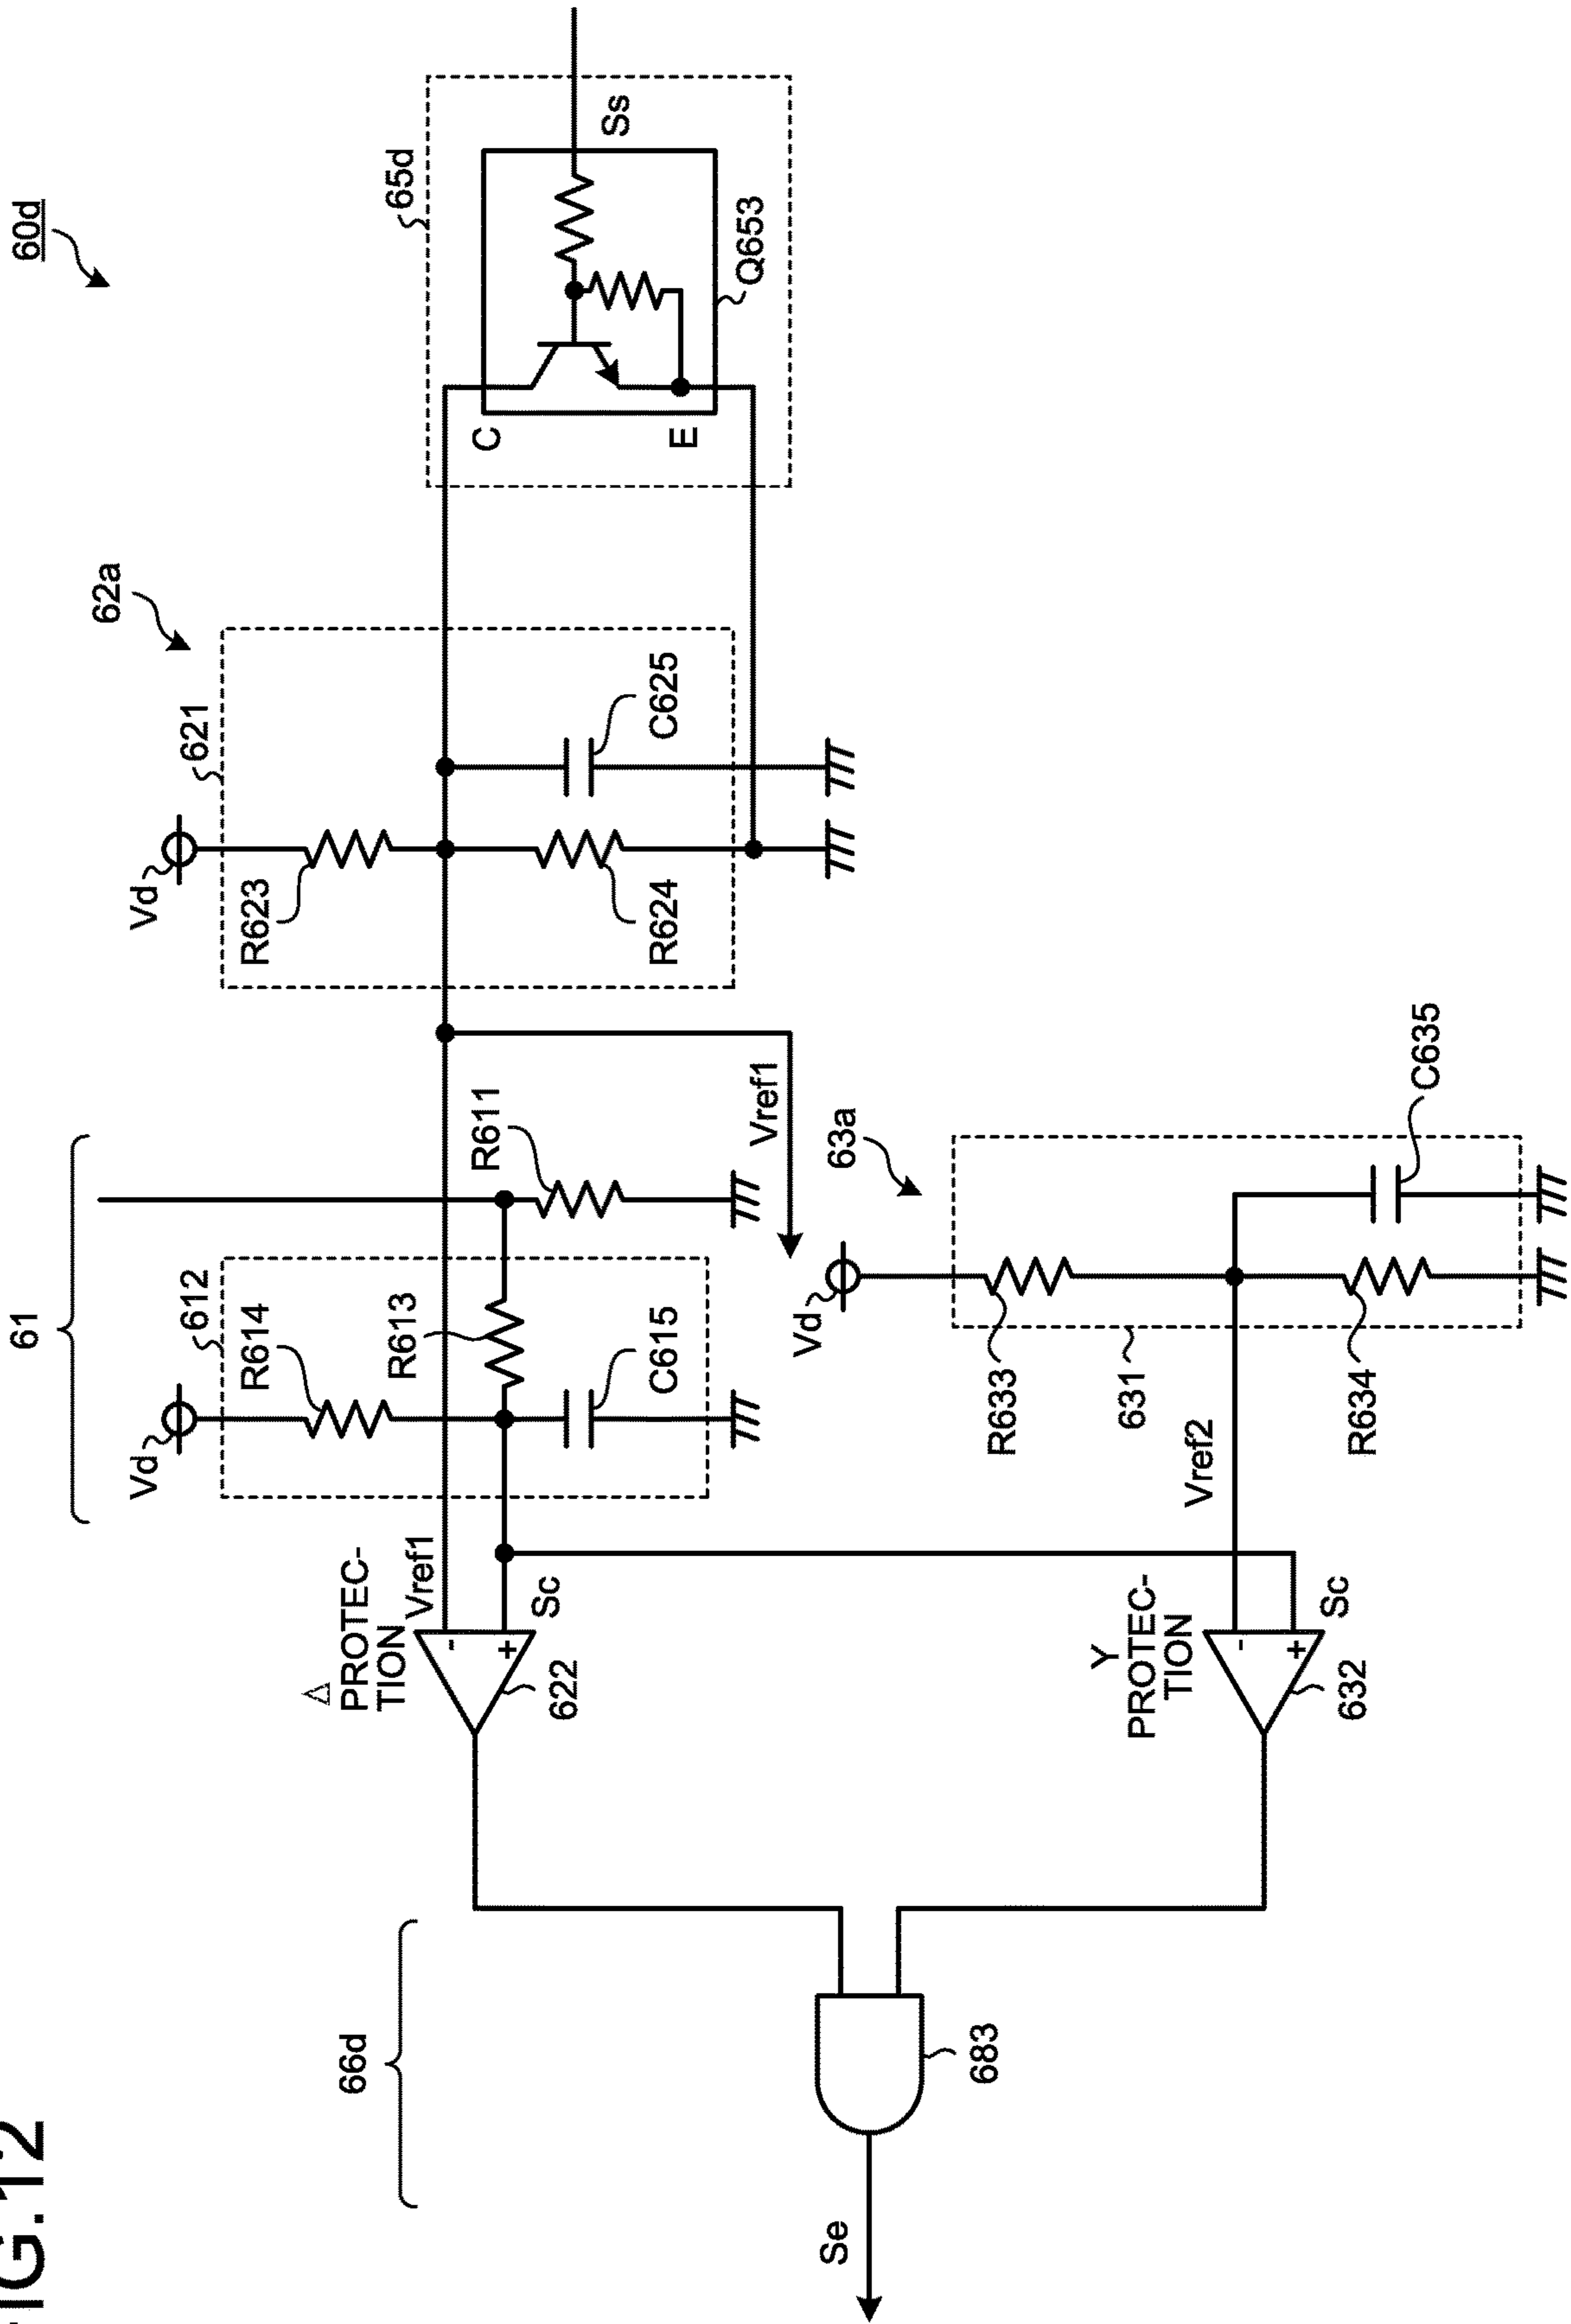 FIG.12
60d
61
62a
Vd
612
R614
R613
C615
R611
Vd
621
R623
R624
C625
65d
C
E
Ss
Q653
△
PROTEC-
TION
Vref1
Sc
-
+
622
Vref1
66d
683
Se
63a
Vd
R633
631
R634
C635
Vref2
Y
PROTEC-
TION
-
+
Sc
632